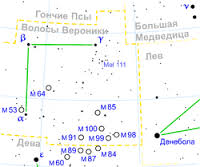 Гончие Псы
γ
Волосы Вероники
Большая
Медведица
β
γ
Лев
Mel 111
M 64
M 53
α
M 85
M 100
M 91
M 98
M 99
Денебола
Дева
M 89
M 88
M 60
M 87
M 84
ε